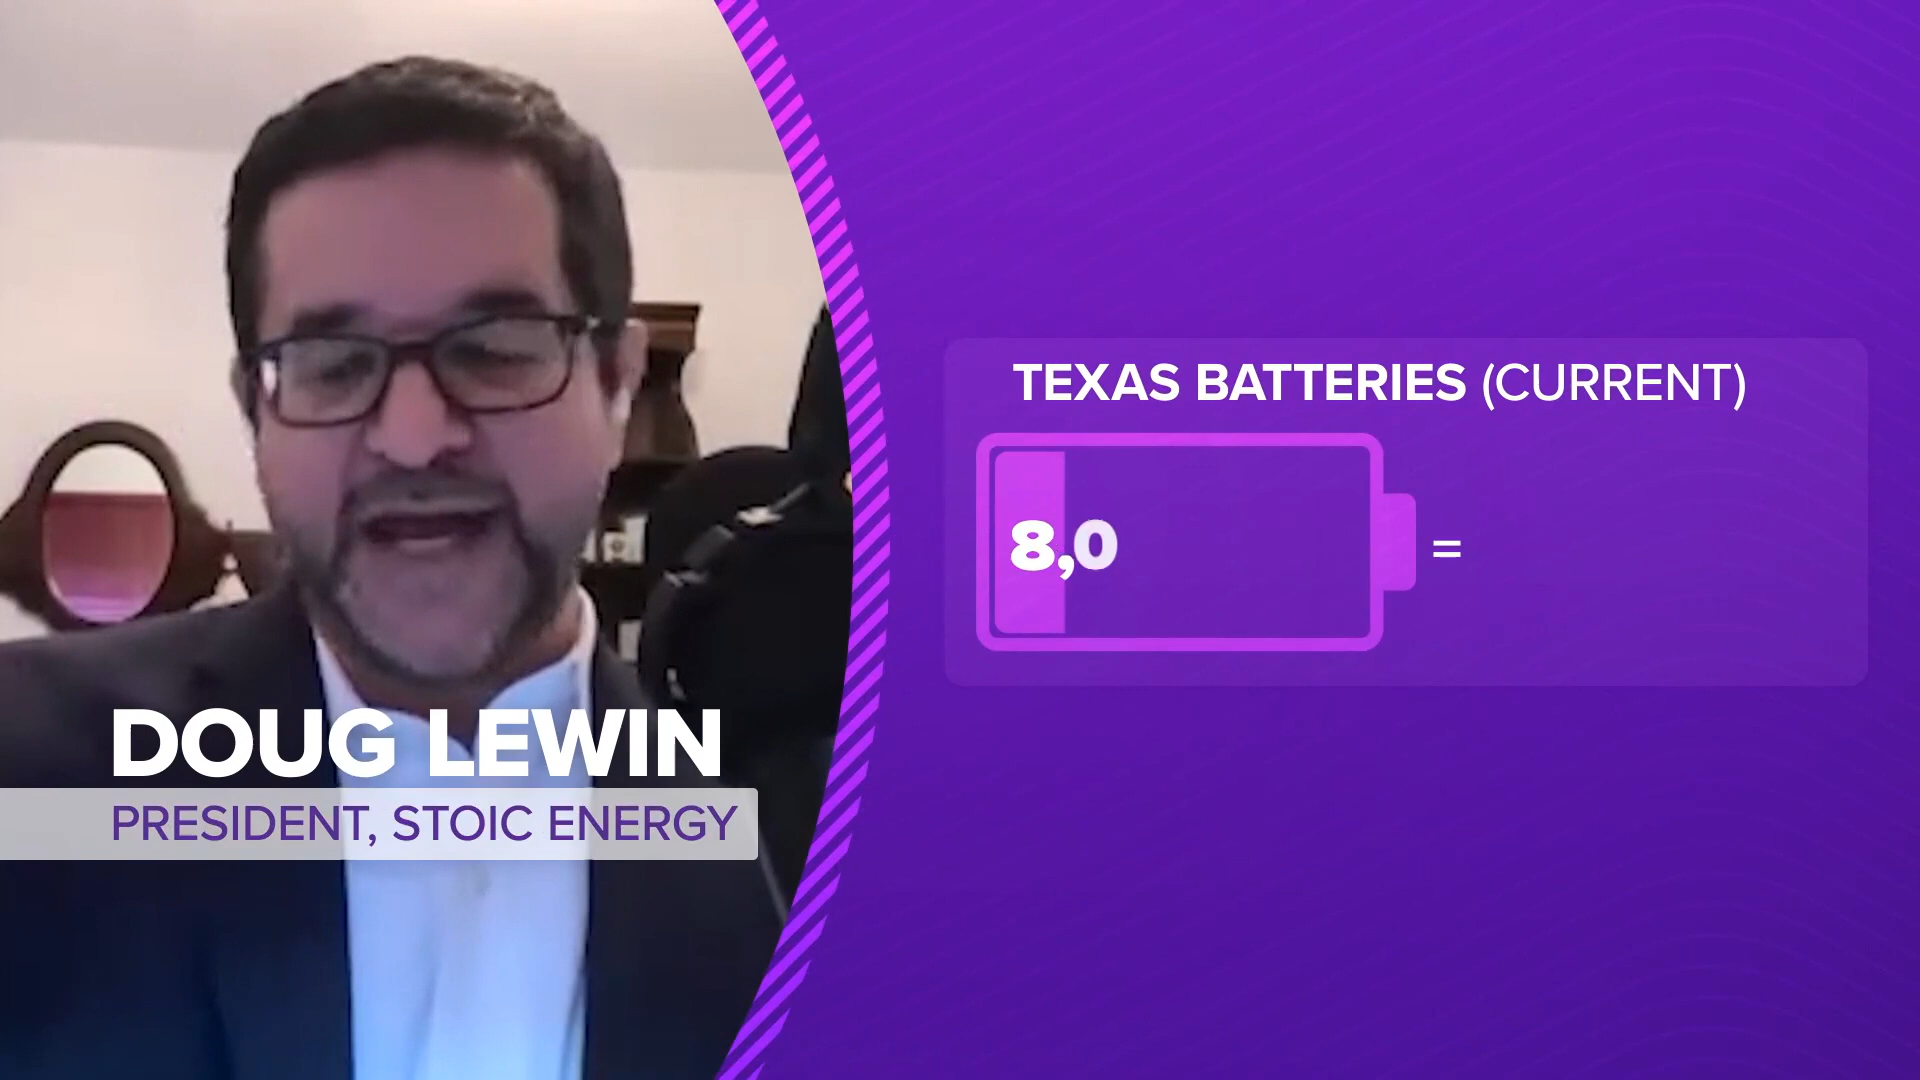 DOUG LEWIN
PRESIDENT, STOIC ENERGY
TEXAS BATTERIES (CURRENT)
8,0 =